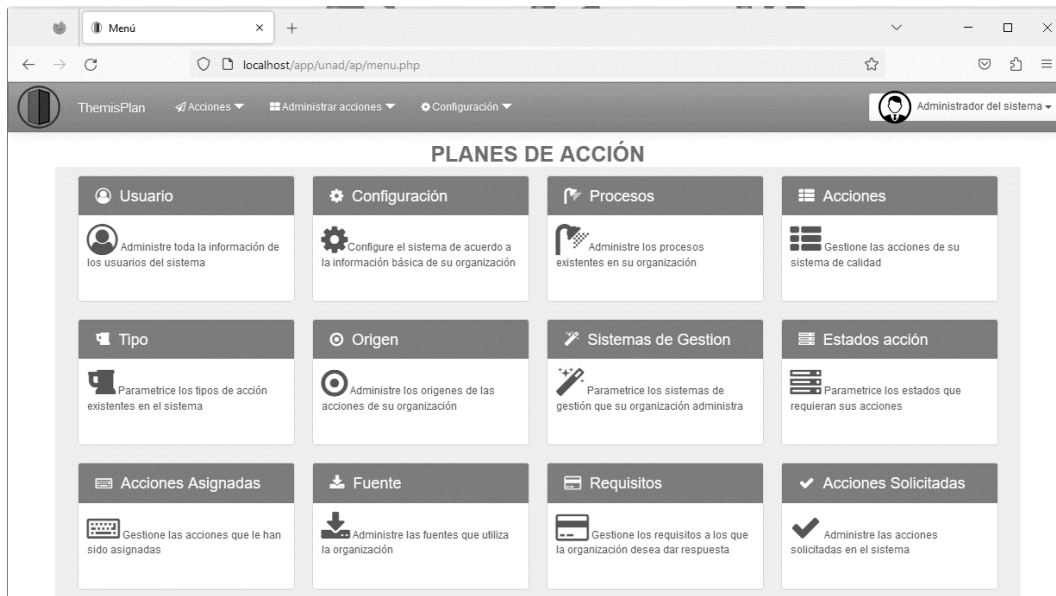 Menú
localhost/app/unad/ap/menu.php
ThemisPlan Acciones Administrar acciones Configuración Administrador del sistema
PLANES DE ACCIÓN
Usuario
Administre toda la información de
los usuarios del sistema
Configuración
Configure el sistema de acuerdo a
la información básica de su organización
Procesos
Administre los procesos
existentes en su organización
Acciones
Gestione las acciones de su
sistema de calidad
Tipo
Parametrice los tipos de acción
existentes en el sistema
Origen
Administre los origenes de las
acciones de su organización
Sistemas de Gestion
Parametrice los sistemas de
gestión que su organización administra
Estados acción
Parametrice los estados que
requieran sus acciones
Acciones Asignadas
Gestione las acciones que le han
sido asignadas
Fuente
Administre las fuentes que utiliza
la organización
Requisitos
Gestione los requisitos a los que
la organización desea dar respuesta
Acciones Solicitadas
Administre las acciones
solicitadas en el sistema